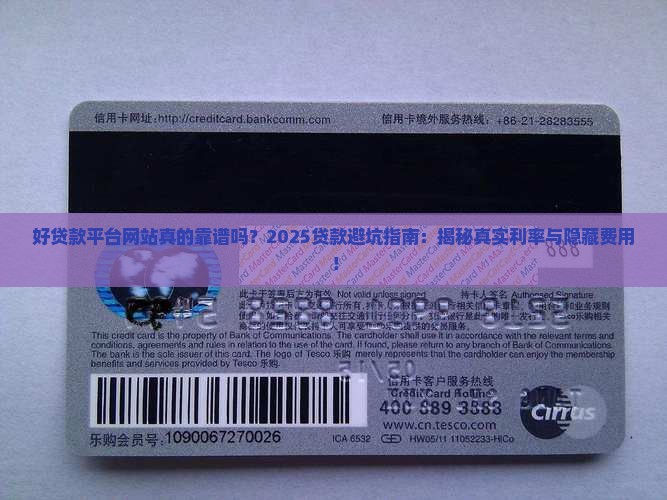 信用卡网址:http://creditcard.bankcomm.com
信用卡境外服务热线: +86-21-28283555
好贷款平台网站真的靠谱吗？2025贷款避坑指南：揭秘真实利率与隐藏费用
！
此卡于签署后方为有效 Not valid unless signed
持卡人签名 Authorised Signature
This credit card is the property of Bank of Communications. The cardholder shall use it in accordance with the relevant terms and
conditions, agreements and rules in relation to the use of the card. If found, please return to any branch of Bank of Communications.
The bank is the sole issuer of this card. The logo of Tesco 乐购 merely represents that the cardholder can enjoy the membership
benefits and services provided by Tesco 乐购.
信用卡客户服务热线
Credit Card Hotline
400 889 3883
www.cn.tesco.com
Cirrus
乐购会员号: 1090067270026
ICA 6532
HW05/11 11052233-HiCo